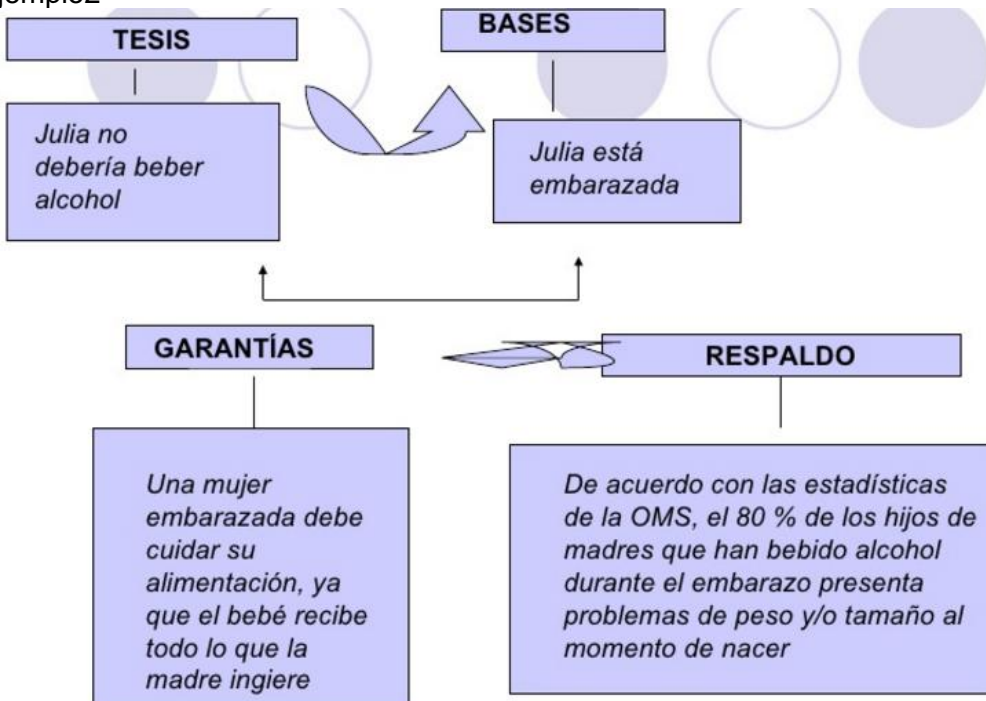 TESIS
BASES
Julia no
debería beber
alcohol
Julia está
embarazada
GARANTÍAS
RESPALDO
Una mujer
embarazada debe
cuidar su
alimentación, ya
que el bebé recibe
todo lo que la
madre ingiere
De acuerdo con las estadísticas
de la OMS, el 80 % de los hijos de
madres que han bebido alcohol
durante el embarazo presenta
problemas de peso y/o tamaño al
momento de nacer